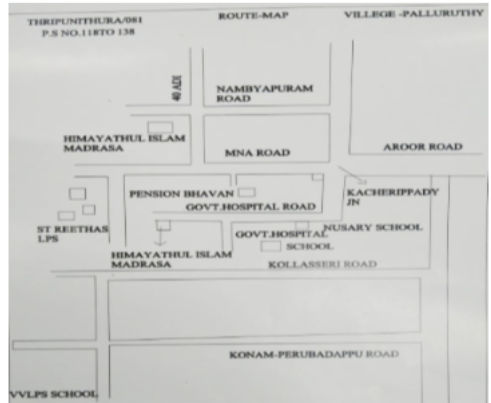 THRIPUNITHURA/081
P.S NO.118TO 138
ROUTE-MAP
VILLEGE -PALLURUTHY
40 ADI
NAMBYAPURAM
ROAD
HIMAYATHUL ISLAM
MADRASA
MNA ROAD
AROOR ROAD
PENSION BHAVAN
GOVT.HOSPITAL ROAD
KACHERIPPADY
JN
ST REETHAS
LPS
GOVT.HOSPITAL
NUSARY SCHOOL
SCHOOL
HIMAYATHUL ISLAM
MADRASA
KOLLASSERI ROAD
KONAM-PERUBADAPPU ROAD
VVLPS SCHOOL